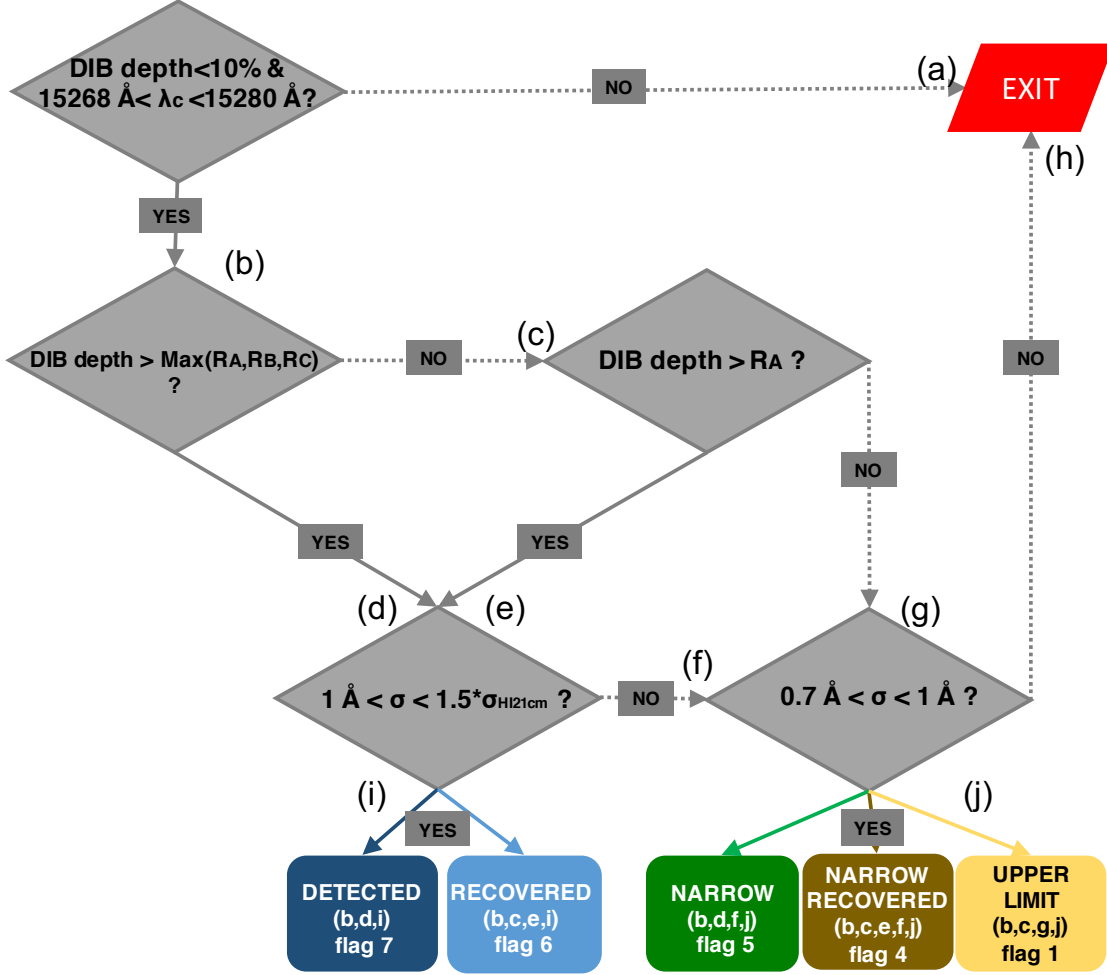 DIB depth<10% &
15268 Å< λc <15280 Å?
NO
(a)
EXIT
(h)
YES
(b)
DIB depth > Max(RA,RB,RC)
?
NO
(c)
DIB depth > RA ?
NO
NO
YES
YES
(d)
(e)
(g)
1 Å < σ < 1.5*σHI21cm ?
NO
(f)
0.7 Å < σ < 1 Å ?
(i)
YES
YES
(j)
DETECTED
(b,d,i)
flag 7
RECOVERED
(b,c,e,i)
flag 6
NARROW
(b,d,f,j)
flag 5
NARROW
RECOVERED
(b,c,e,f,j)
flag 4
UPPER
LIMIT
(b,c,g,j)
flag 1